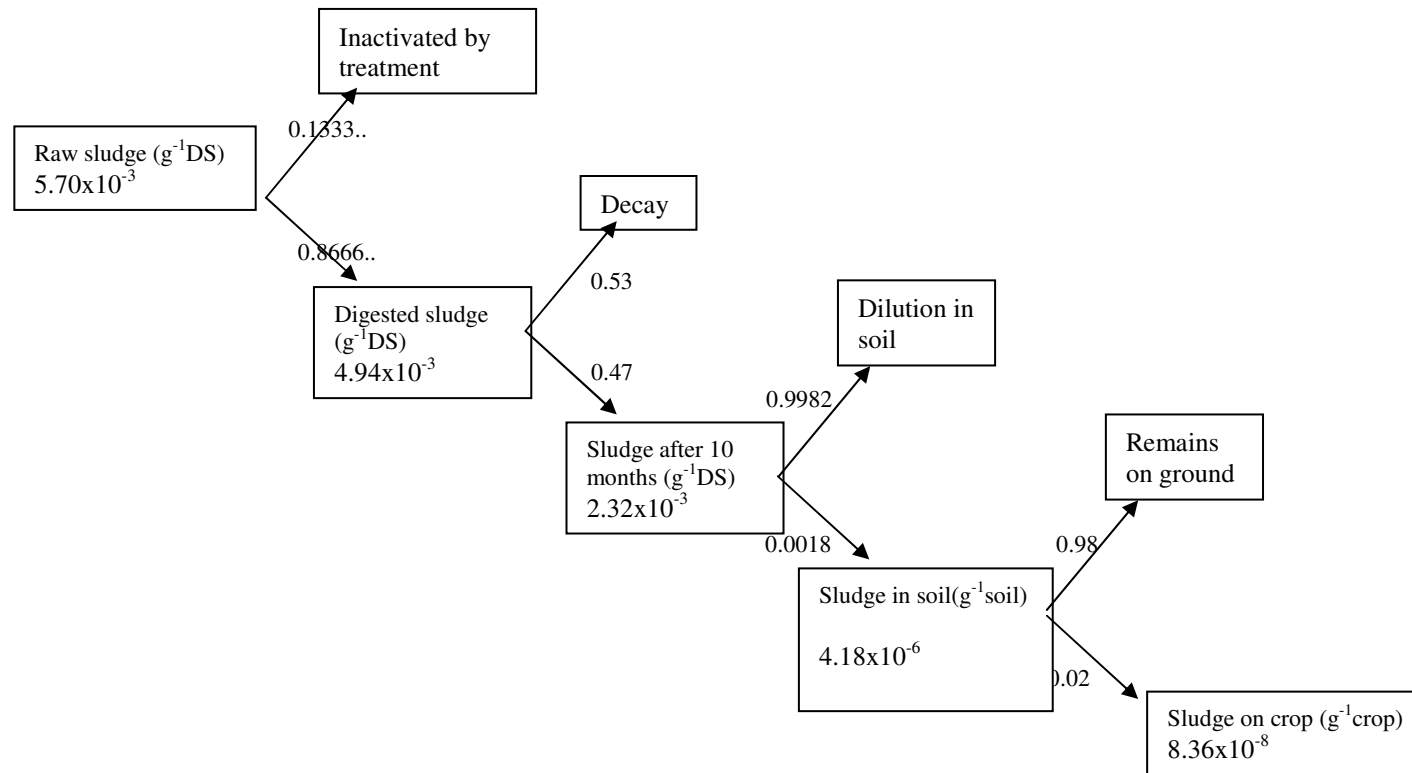 Inactivated by
treatment
0.1333..
Raw sludge (g⁻¹DS)
5.70x10⁻³
0.8666..
Decay
0.53
Digested sludge
(g⁻¹DS)
4.94x10⁻³
0.47
Dilution in
soil
0.9982
Sludge after 10
months (g⁻¹DS)
2.32x10⁻³
0.0018
Remains
on ground
0.98
Sludge in soil(g⁻¹soil)
4.18x10⁻⁶
0.02
Sludge on crop (g⁻¹crop)
8.36x10⁻⁸